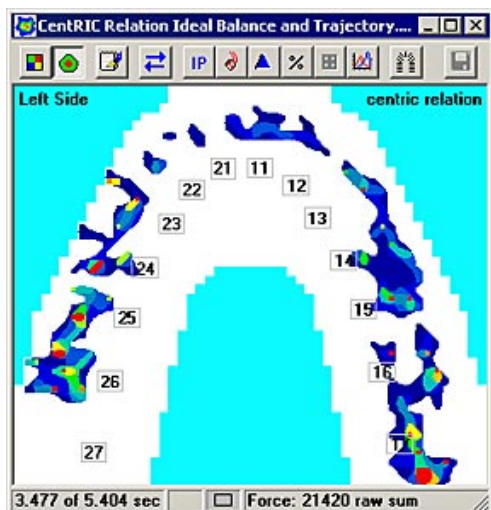 CentRIC Relation Ideal Balance and Trajectory....
IP %
Left Side centric relation
21 11
22 12
23 13
24 14
25 15
26 16
27 17
3.477 of 5.404 sec Force: 21420 raw sum